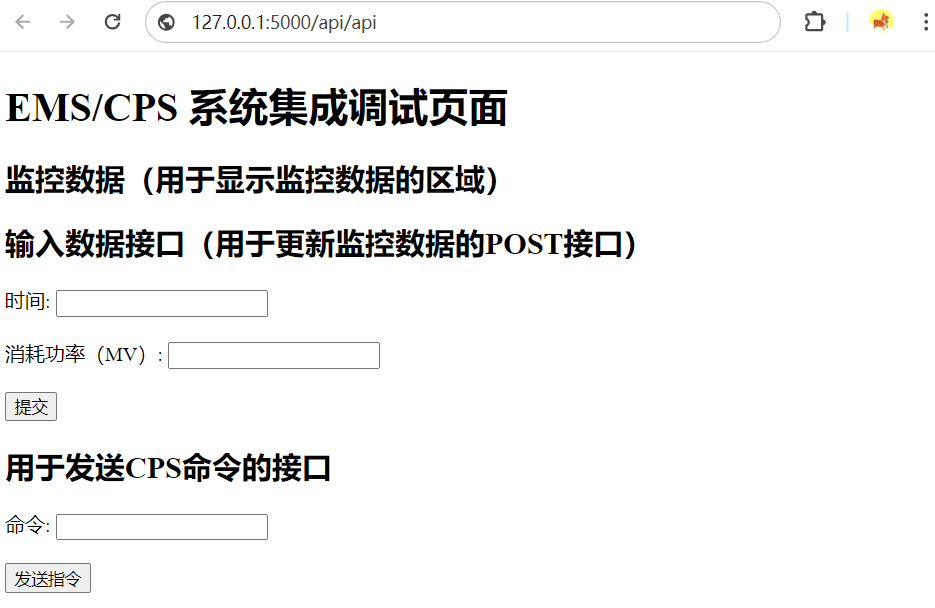 127.0.0.1:5000/api/api
EMS/CPS 系统集成调试页面
监控数据（用于显示监控数据的区域）
输入数据接口（用于更新监控数据的POST接口）
时间:
消耗功率（MV）:
提交
用于发送CPS命令的接口
命令:
发送指令